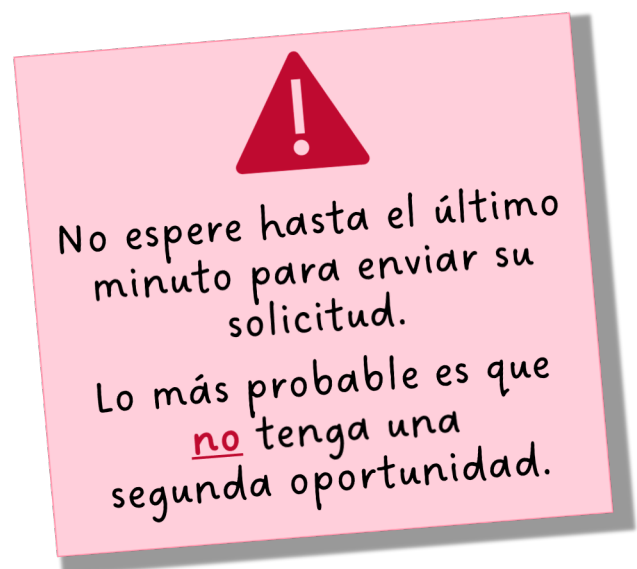 No espere hasta el último
minuto para enviar su
solicitud.
Lo más probable es que
no tenga una
segunda oportunidad.